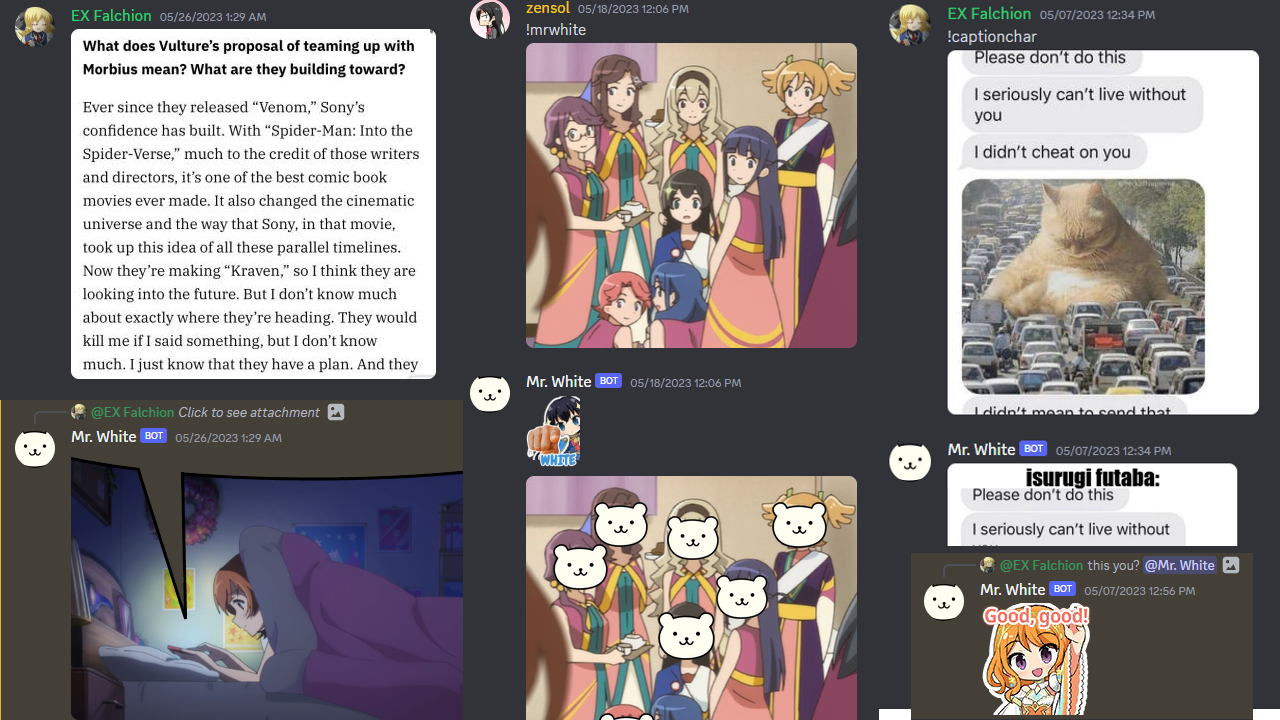 EX Falchion 05/26/2023 1:29 AM
What does Vulture’s proposal of teaming up with
Morbius mean? What are they building toward?
Ever since they released “Venom,” Sony’s
confidence has built. With “Spider-Man: Into the
Spider-Verse,” much to the credit of those writers
and directors, it’s one of the best comic book
movies ever made. It also changed the cinematic
universe and the way that Sony, in that movie,
took up this idea of all these parallel timelines.
Now they’re making “Kraven,” so I think they are
looking into the future. But I don’t know much
about exactly where they’re heading. They would
kill me if I said something, but I don’t know
much. I just know that they have a plan. And they
@EX Falchion Click to see attachment
Mr. White BOT 05/26/2023 1:29 AM
zensol 05/18/2023 12:06 PM
!mrwhite
Mr. White BOT 05/18/2023 12:06 PM
WHITE
EX Falchion 05/07/2023 12:34 PM
!captionchar
Please don’t do this
I seriously can’t live without
you
I didn’t cheat on you
I didn’t mean to send that
Mr. White BOT 05/07/2023 12:34 PM
isurugi futaba:
Please don’t do this
I seriously can’t live without
@EX Falchion this you? @Mr. White
Mr. White BOT 05/07/2023 12:56 PM
Good, good!